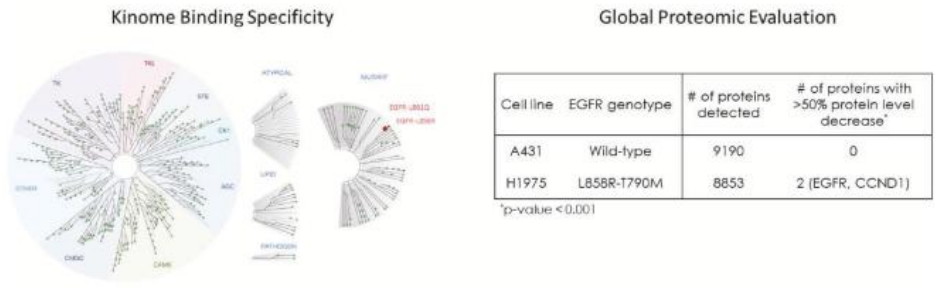 Kinome Binding Specificity
Global Proteomic Evaluation
TK
TKL
STE
CK1
AGC
CAMK
CMGC
OTHER
ATYPICAL
LIPID
PATHOGEN
MUTANT
EGFR-L861Q
EGFR-L858R
Cell line
EGFR genotype
# of proteins
detected
# of proteins with
>50% protein level
decrease*
A431
Wild-type
9190
0
H1975
L858R-T790M
8853
2 (EGFR, CCND1)
*p-value < 0.001